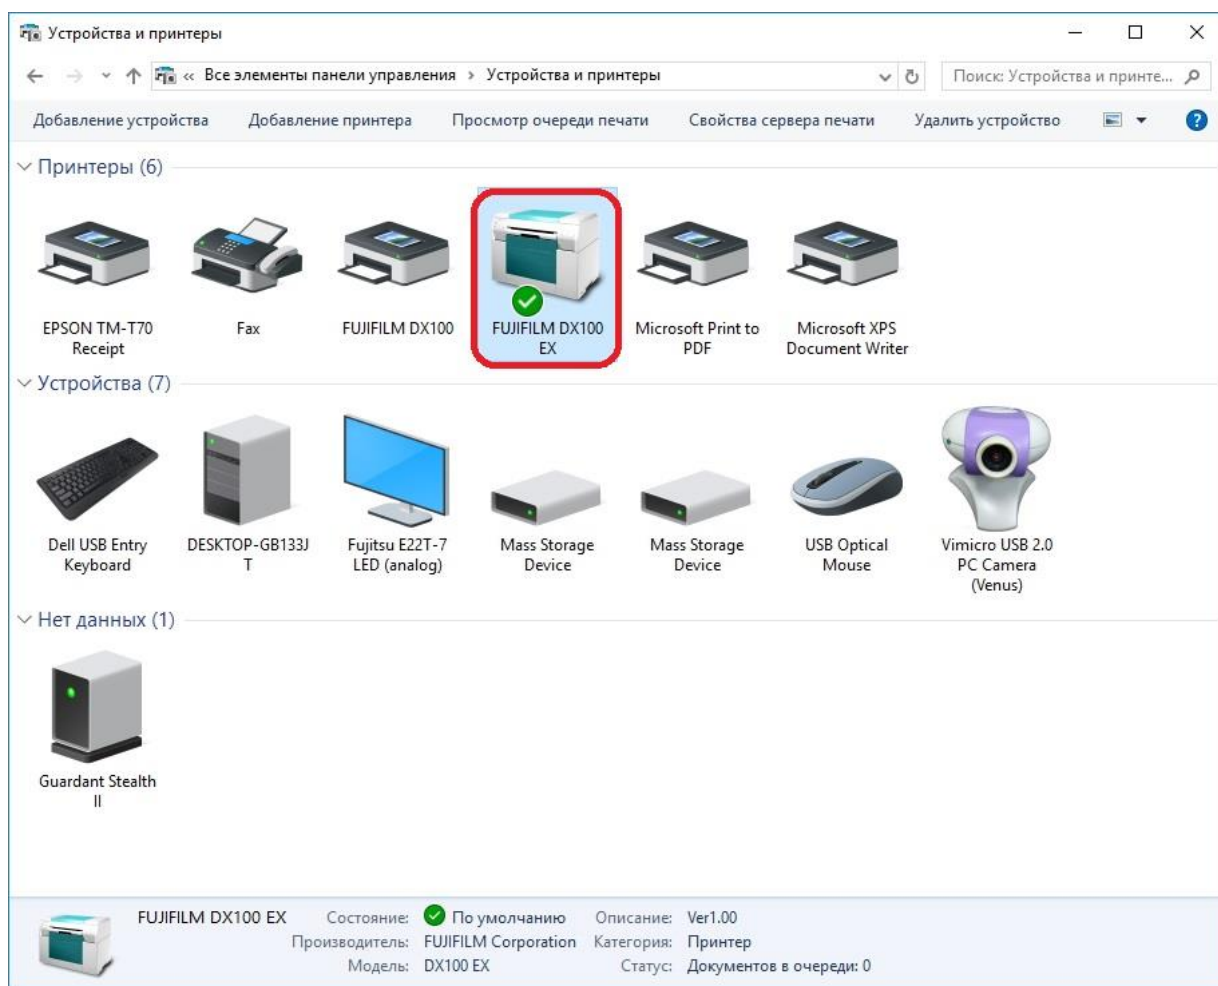 Устройства и принтеры
« Все элементы панели управления › Устройства и принтеры
Поиск: Устройства и принте...
Добавление устройства Добавление принтера Просмотр очереди печати Свойства сервера печати Удалить устройство
Принтеры (6)
EPSON TM-T70
Receipt
Fax
FUJIFILM DX100
FUJIFILM DX100
EX
Microsoft Print to
PDF
Microsoft XPS
Document Writer
Устройства (7)
Dell USB Entry
Keyboard
DESKTOP-GB133J
T
Fujitsu E22T-7
LED (analog)
Mass Storage
Device
Mass Storage
Device
USB Optical
Mouse
Vimicro USB 2.0
PC Camera
(Venus)
Нет данных (1)
Guardant Stealth
II
FUJIFILM DX100 EX Состояние: По умолчанию Описание: Ver1.00
Производитель: FUJIFILM Corporation Категория: Принтер
Модель: DX100 EX Статус: Документов в очереди: 0